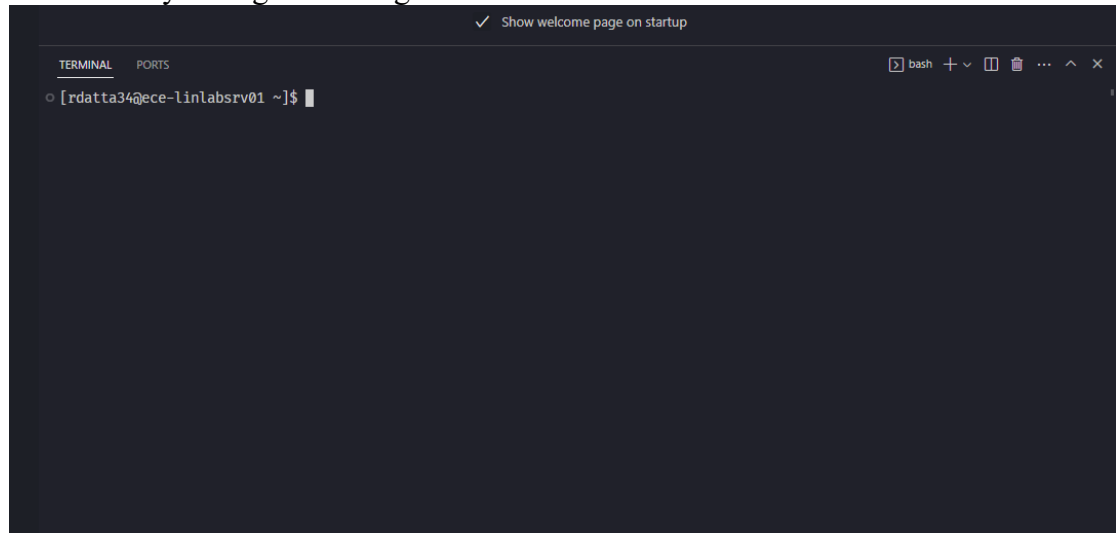 Show welcome page on startup
TERMINAL PORTS bash
[rdatta34@ece-linlabsrv01 ~]$